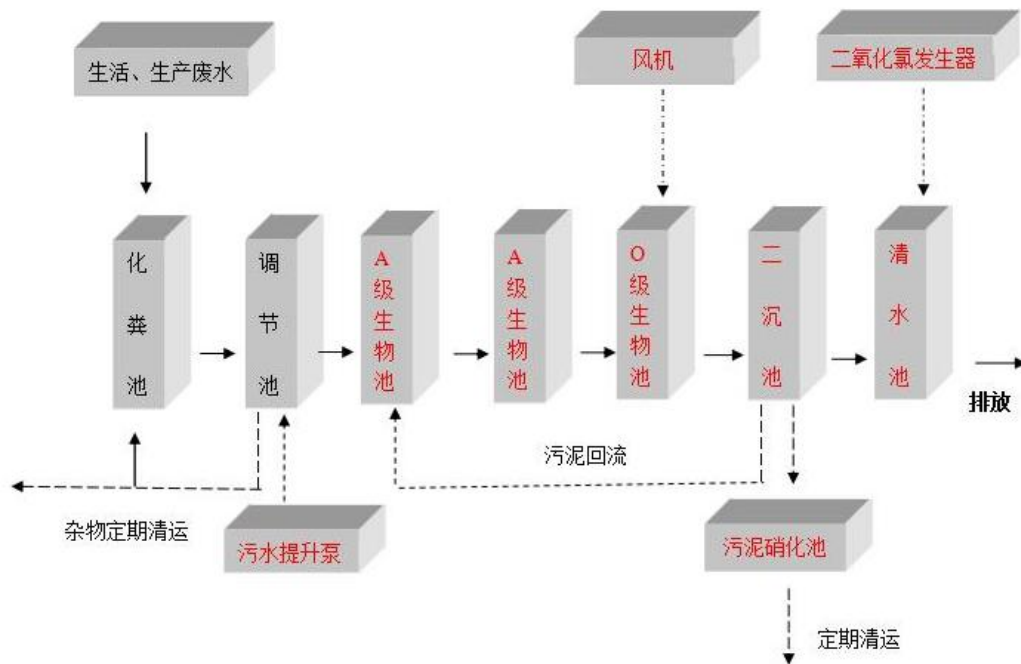 生活、生产废水
风机
二氧化氯发生器
化粪池
调节池
A级生物池
A级生物池
O级生物池
二沉池
清水池
排放
污泥回流
杂物定期清运
污水提升泵
污泥硝化池
定期清运